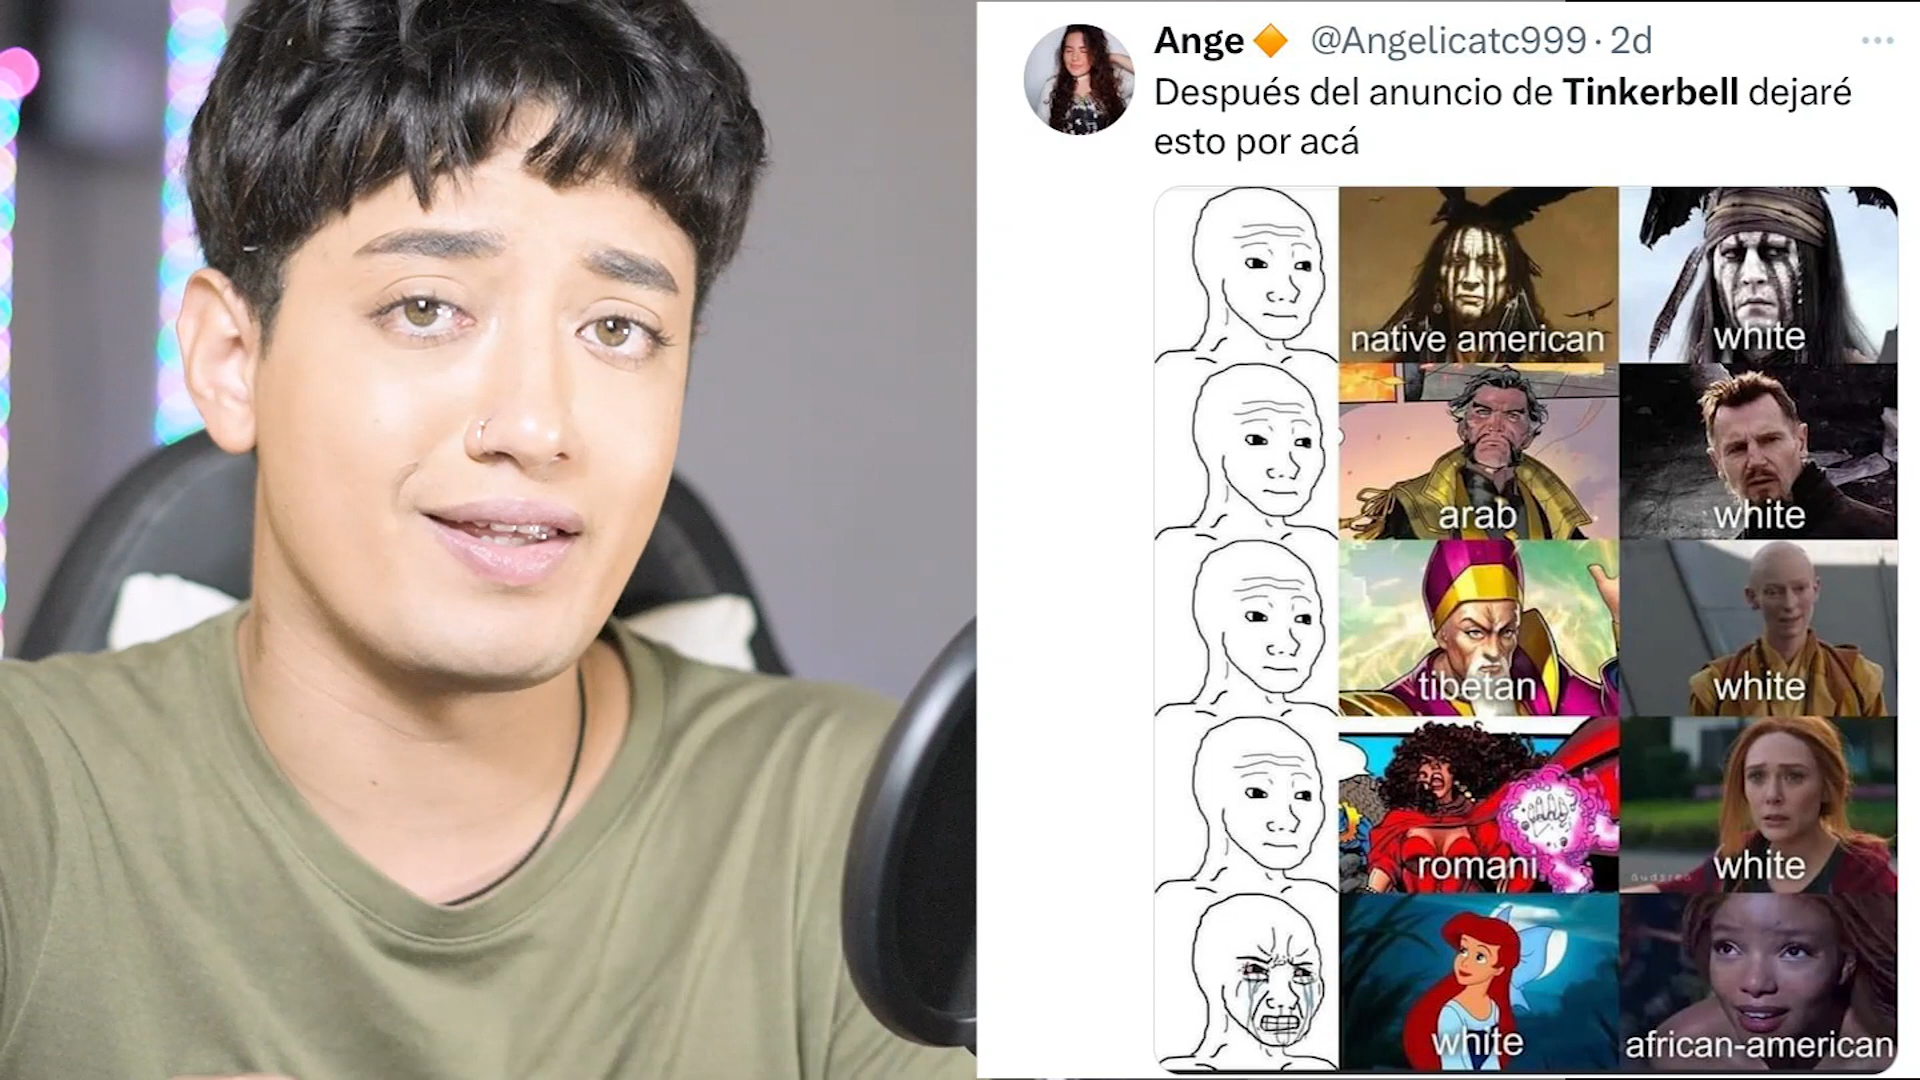 Ange🔶 @Angelicatc999 · 2d
Después del anuncio de Tinkerbell dejaré
esto por acá
native american
white
arab
white
tibetan
white
romani
white
white
african-american